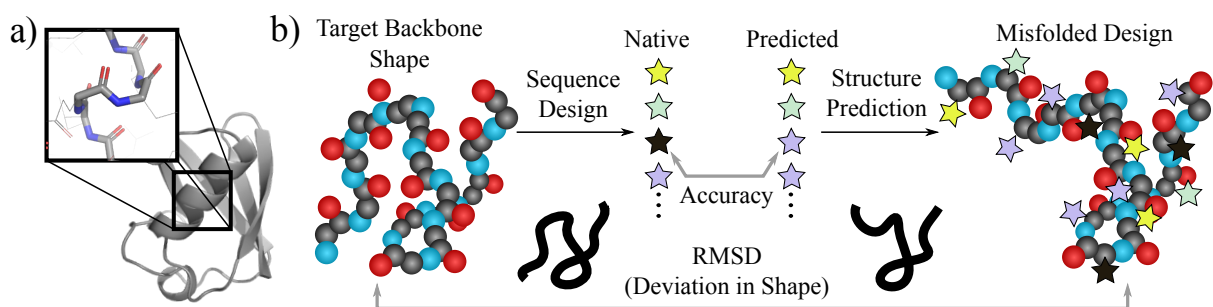 a)
b)
Target Backbone
Shape
Sequence
Design
Native
Predicted
Accuracy
Structure
Prediction
Misfolded Design
RMSD
(Deviation in Shape)